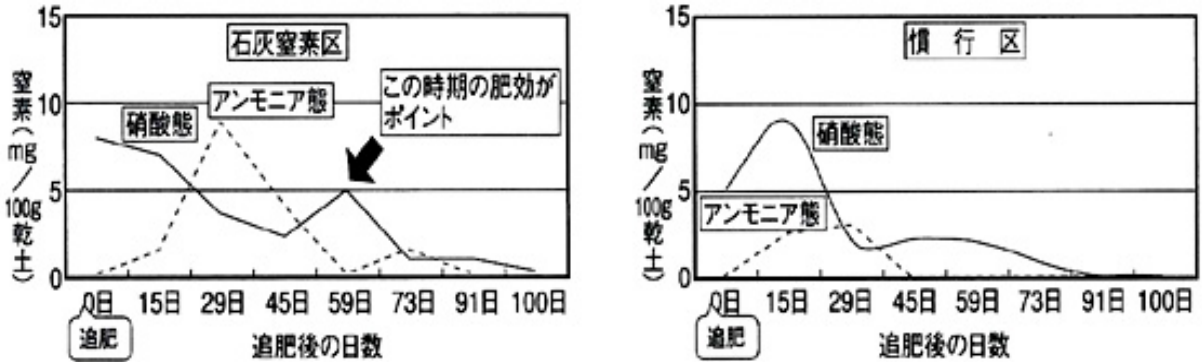 15
10
5
0
窒素(mg/100g乾土)
石灰窒素区
アンモニア態
硝酸態
この時期の肥効が
ポイント
0日 15日 29日 45日 59日 73日 91日 100日
追肥
追肥後の日数
15
10
5
0
窒素(mg/100g乾土)
慣行区
硝酸態
アンモニア態
0日 15日 29日 45日 59日 73日 91日 100日
追肥
追肥後の日数